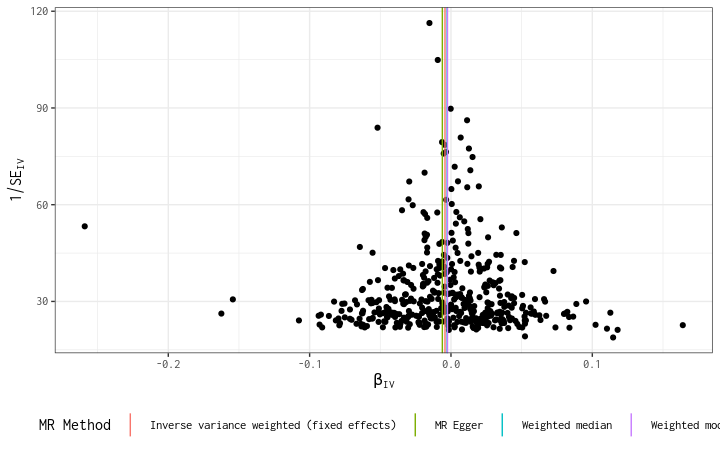 120
90
60
30
1/SE_IV
-0.2
-0.1
0.0
0.1
β_IV
MR Method
Inverse variance weighted (fixed effects)
MR Egger
Weighted median
Weighted